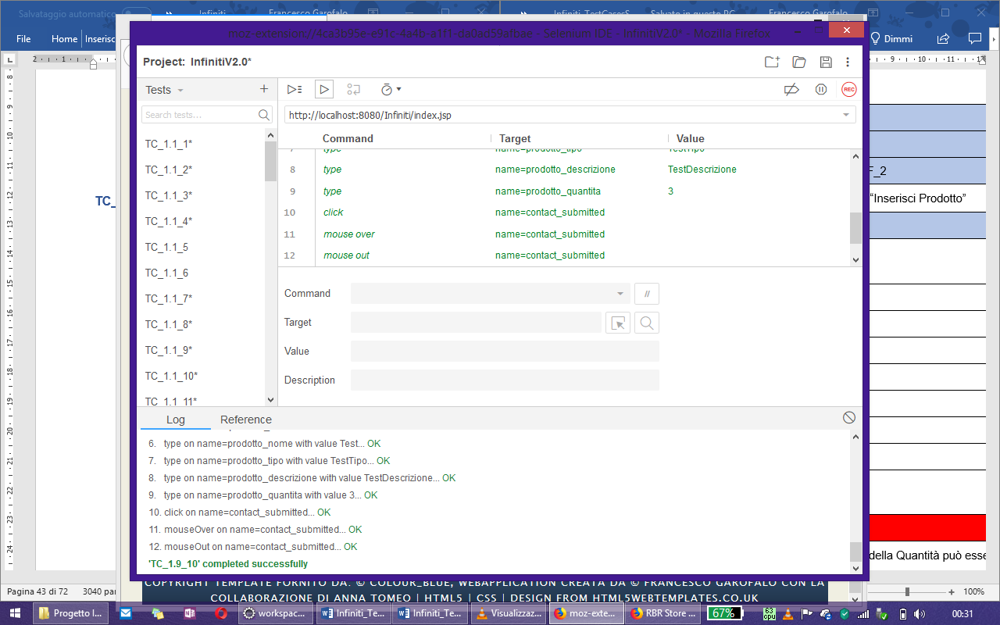 Salvataggio automatico
Infiniti
Francesco Garofalo
Infiniti_TestCasesS
Salvato in questo PC
Francesco Garofalo
File
Home
Inserisc
Dimmi
moz-extension://4ca3b95e-e91c-4a4b-a1f1-da0ad59afbae - Selenium IDE - InfinitiV2.0* - Mozilla Firefox
Project: InfinitiV2.0*
Tests
REC
Search tests...
http://localhost:8080/Infiniti/index.jsp
Command Target Value
TC_1.1_1*
TC_1.1_2*
TC_1.1_3*
TC_1.1_4*
TC_1.1_5
TC_1.1_6
TC_1.1_7*
TC_1.1_8*
TC_1.1_9*
TC_1.1_10*
TC_1.1_11*
7 type name=prodotto_tipo TestTipo
8 type name=prodotto_descrizione TestDescrizione
9 type name=prodotto_quantita 3
10 click name=contact_submitted
11 mouse over name=contact_submitted
12 mouse out name=contact_submitted
Command
//
Target
Value
Description
Log Reference
6. type on name=prodotto_nome with value Test... OK
7. type on name=prodotto_tipo with value TestTipo... OK
8. type on name=prodotto_descrizione with value TestDescrizione... OK
9. type on name=prodotto_quantita with value 3... OK
10. click on name=contact_submitted... OK
11. mouseOver on name=contact_submitted... OK
12. mouseOut on name=contact_submitted... OK
'TC_1.9_10' completed successfully
TC_
F_2
“Inserisci Prodotto”
della Quantità può esse
COPYRIGHT TEMPLATE FORNITO DA: © COLOUR_BLUE, WEBAPPLICATION CREATA DA © FRANCESCO GAROFALO CON LA
COLLABORAZIONE DI ANNA TOMEO | HTML5 | CSS | DESIGN FROM HTML5WEBTEMPLATES.CO.UK
Pagina 43 di 72
3040 par
100%
Progetto I...
workspac...
Infiniti_Te...
Infiniti_Te...
Visualizzaz...
moz-exte...
RBR Store ...
67%
63 cpu
00:31